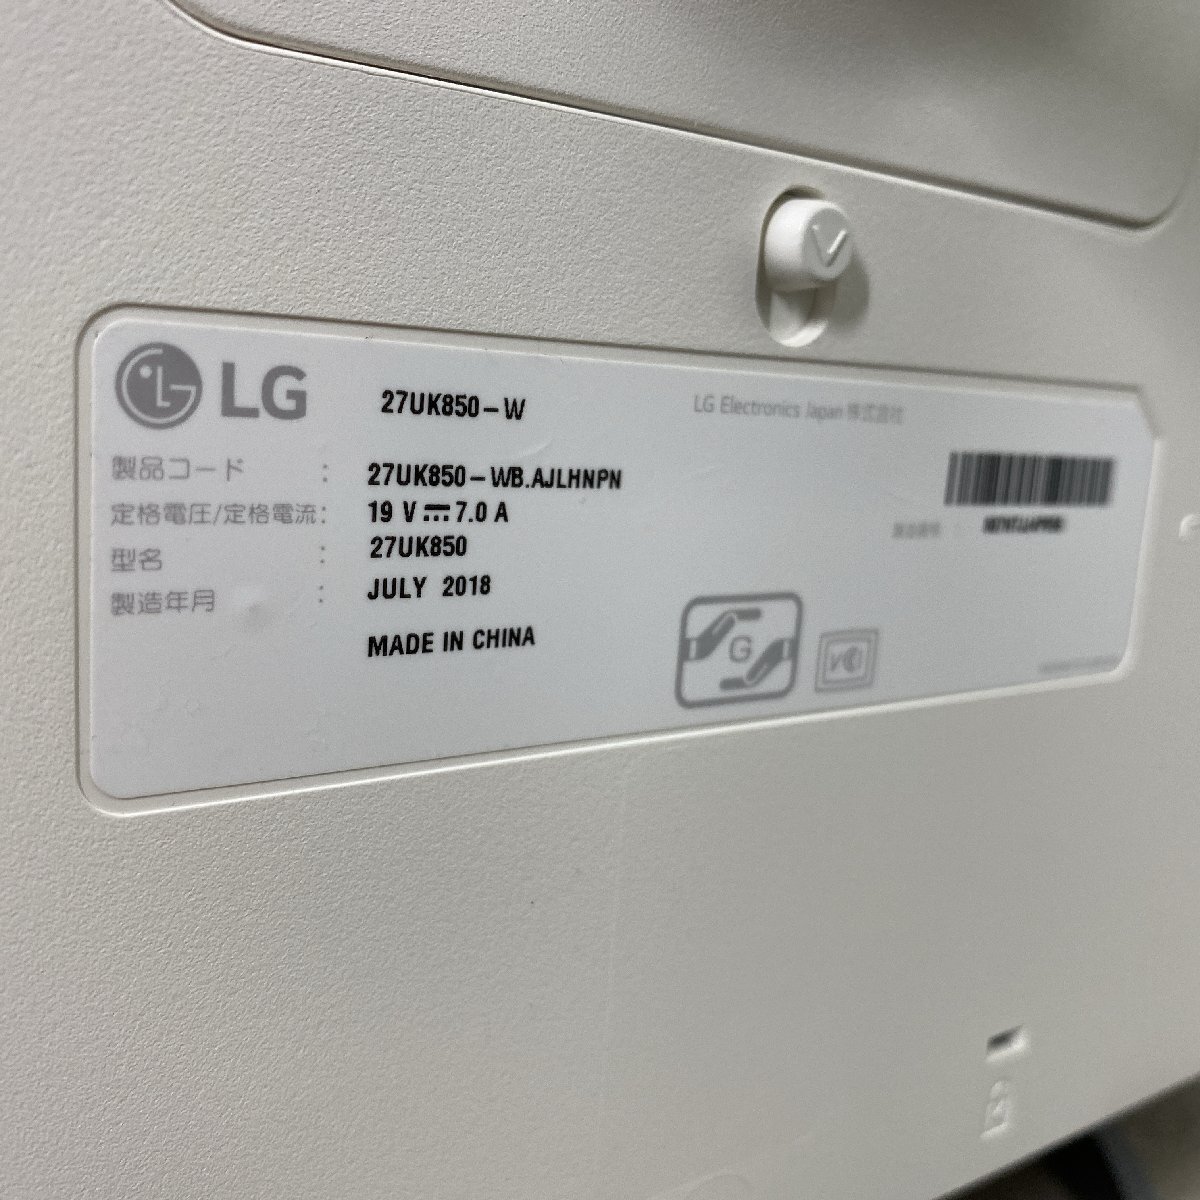 LG 27UK850-W LG Electronics Japan 株式会社
製品コード : 27UK850-WB.AJLHNPN
定格電圧/定格電流: 19 V ⎓ 7.0 A
型名 : 27UK850
製造年月 : JULY 2018
MADE IN CHINA
G